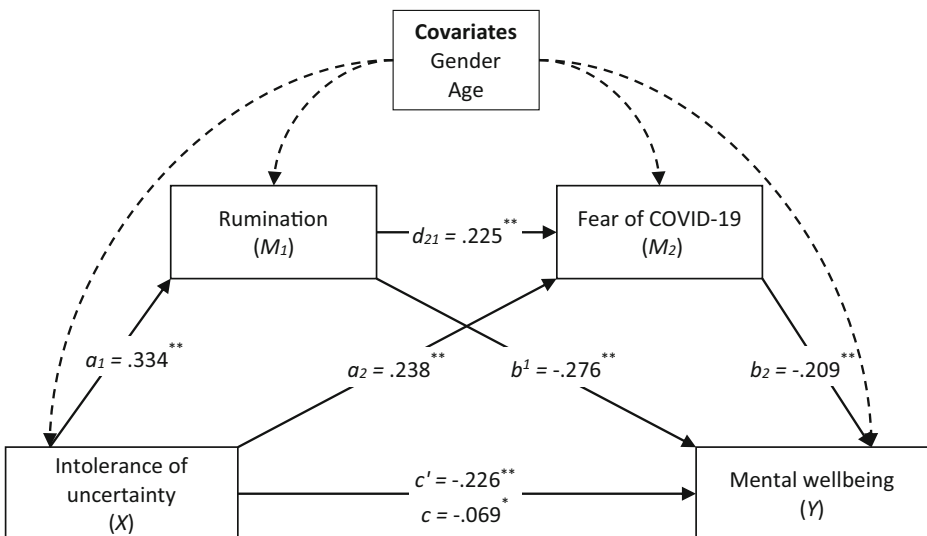 Covariates
Gender
Age
Rumination
(M₁)
d₂₁ = .225**
Fear of COVID-19
(M₂)
a₁ = .334**
a₂ = .238**
b¹ = -.276**
b₂ = -.209**
Intolerance of
uncertainty
(X)
c' = -.226**
c = -.069*
Mental wellbeing
(Y)